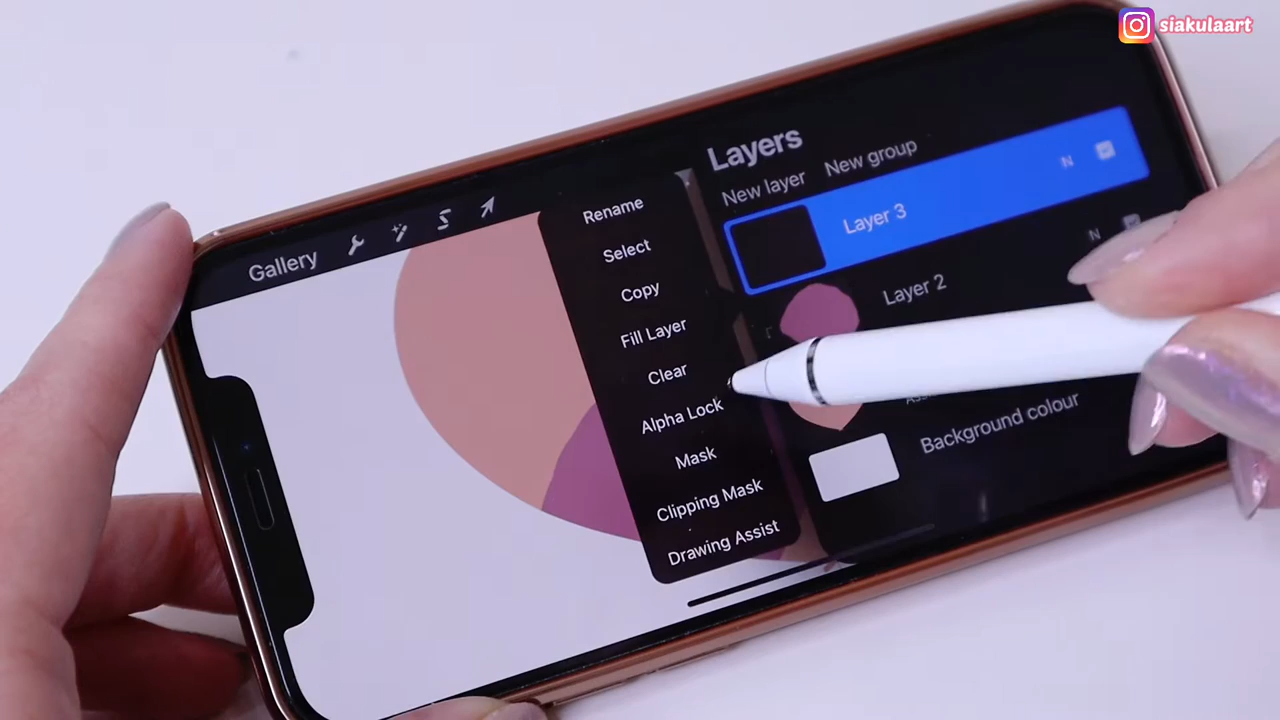 siakulaart
Layers
New layer New group
Gallery
Rename
Select
Copy
Fill Layer
Clear
Alpha Lock
Mask
Clipping Mask
Drawing Assist
Layer 3 N
Layer 2 N
Background colour